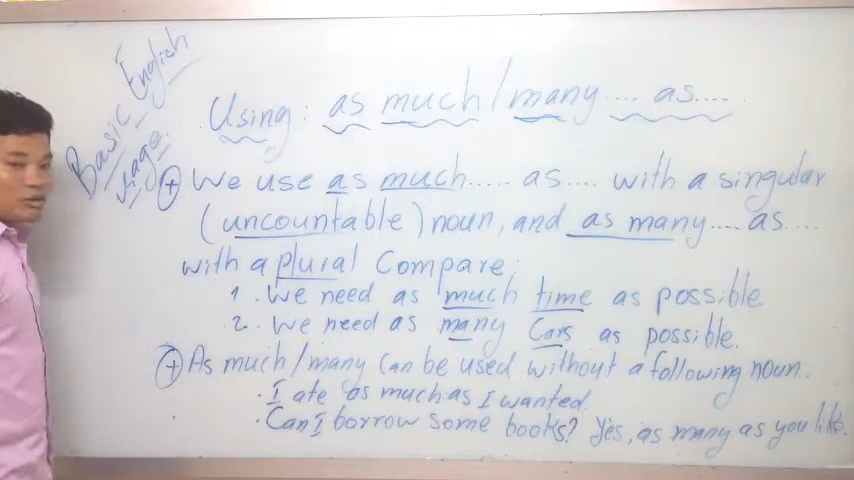 Basic English
usage.
Using: as much/many .... as....
(+) We use as much..... as.... with a singular
(uncountable) noun, and as many.... as....
with a plural Compare:
1. We need as much time as possible.
2. We need as many Cars as possible.
(+) As much/many Can be used without a following noun.
· I ate as much as I wanted.
· Can I borrow some books? Yes, as many as you like.